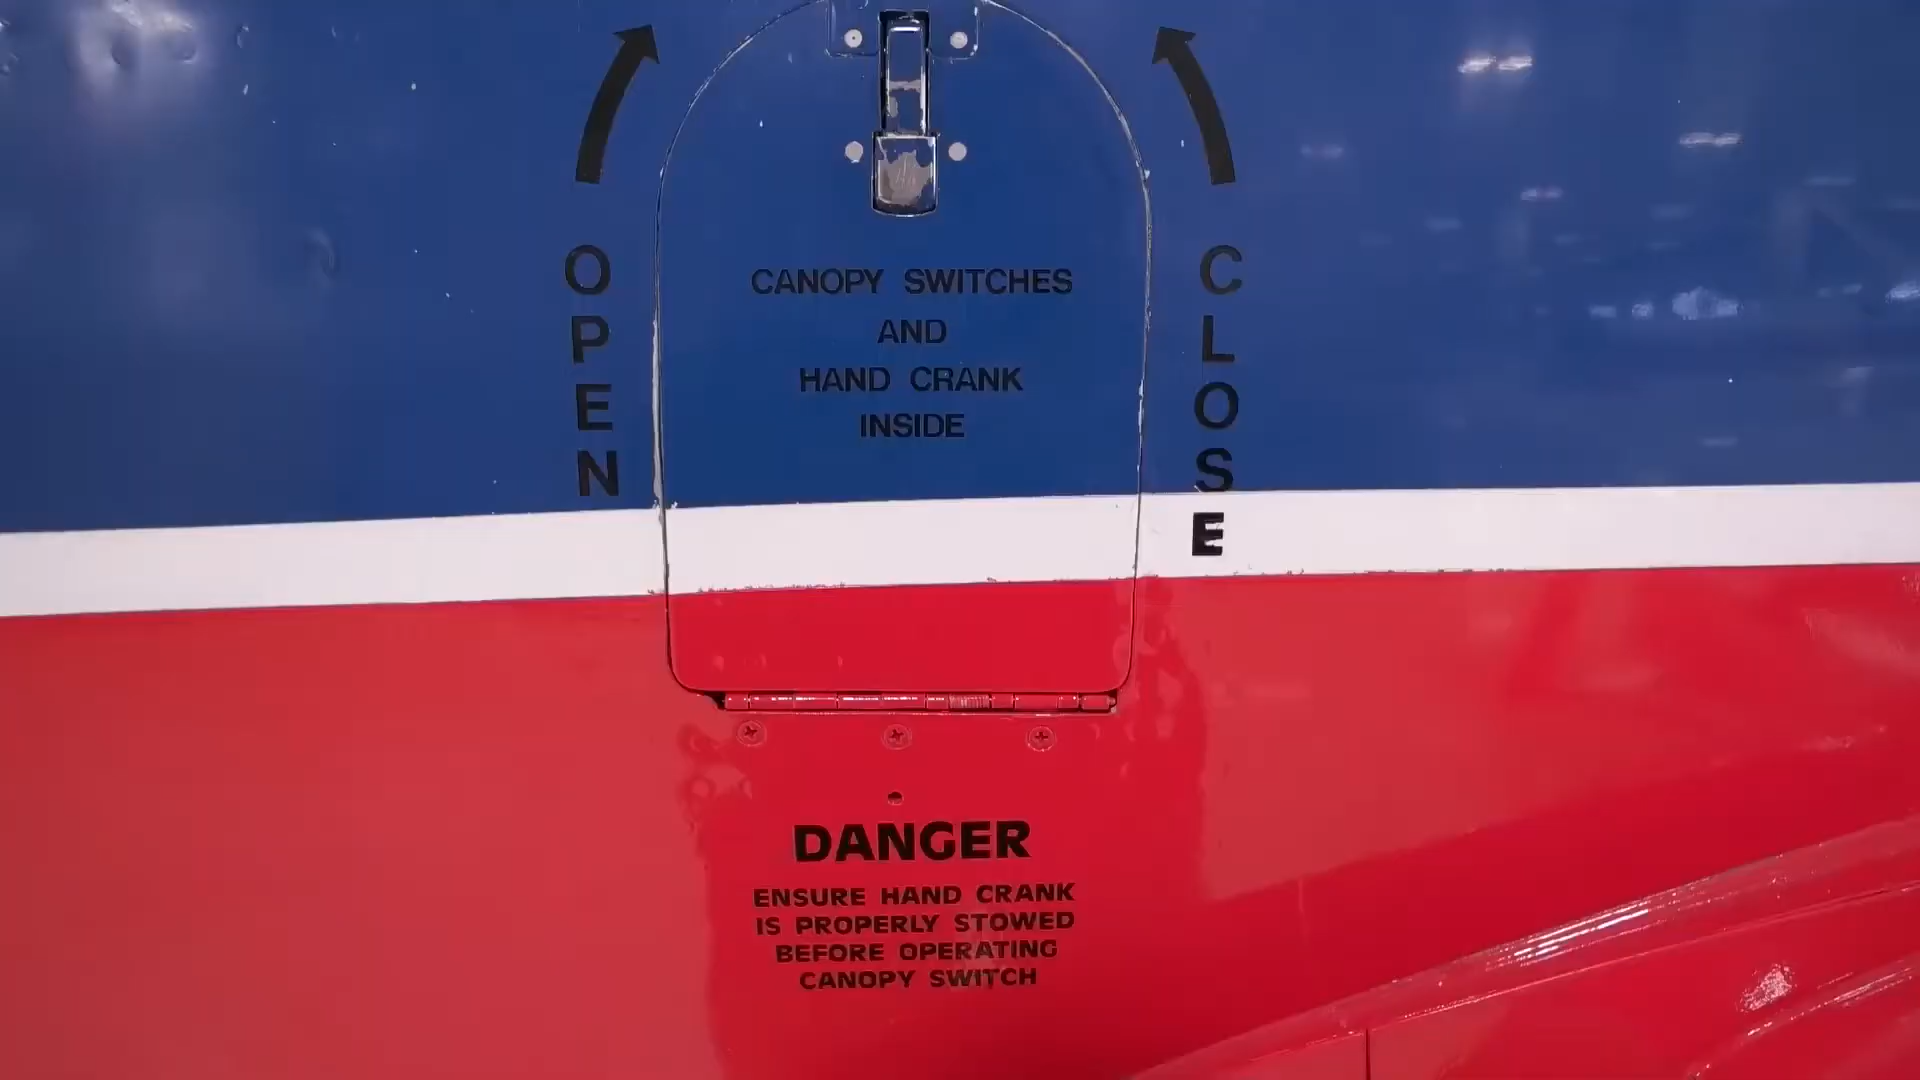 OPEN
CANOPY SWITCHES
AND
HAND CRANK
INSIDE
CLOSE
DANGER
ENSURE HAND CRANK
IS PROPERLY STOWED
BEFORE OPERATING
CANOPY SWITCH